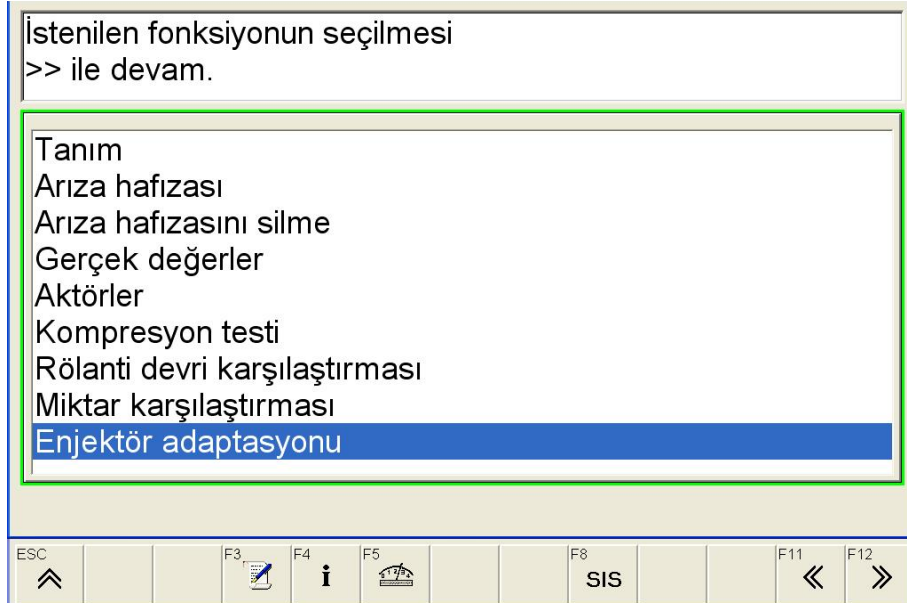 İstenilen fonksiyonun seçilmesi
>> ile devam.
Tanım
Arıza hafızası
Arıza hafızasını silme
Gerçek değerler
Aktörler
Kompresyon testi
Rölanti devri karşılaştırması
Miktar karşılaştırması
Enjektör adaptasyonu
ESC F3 F4 F5 F8 F11 F12
i SIS << >>